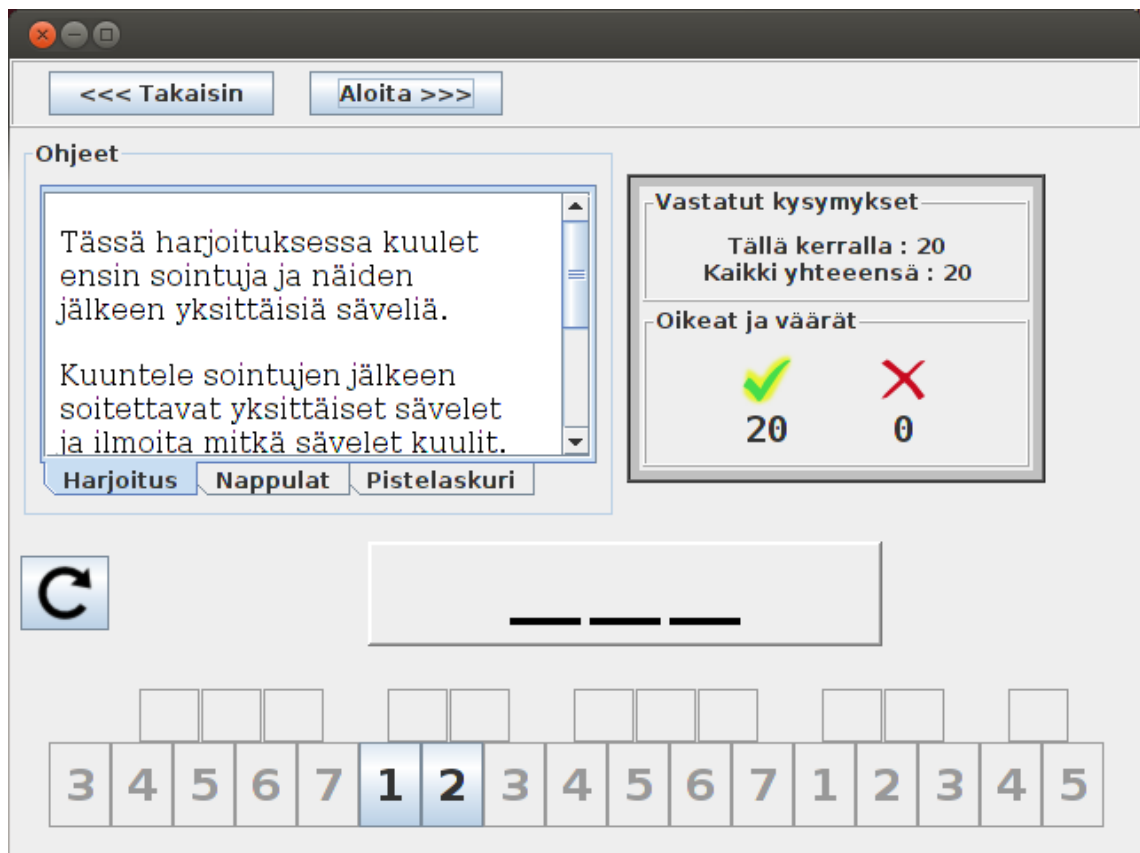 <<< Takaisin
Aloita >>>
Ohjeet
Tässä harjoituksessa kuulet
ensin sointuja ja näiden
jälkeen yksittäisiä säveliä.
Kuuntele sointujen jälkeen
soitettavat yksittäiset sävelet
ja ilmoita mitkä sävelet kuulit.
Harjoitus Nappulat Pistelaskuri
Vastatut kysymykset
Tällä kerralla : 20
Kaikki yhteeensä : 20
Oikeat ja väärät
20 0
3 4 5 6 7 1 2 3 4 5 6 7 1 2 3 4 5